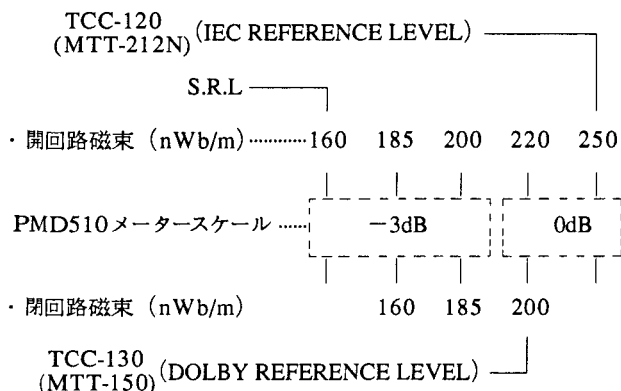 TCC-120
(MTT-212N) (IEC REFERENCE LEVEL)
S.R.L
・開回路磁束 (nWb/m) ············ 160 185 200 220 250
PMD510メータースケール ······ −3dB 0dB
・閉回路磁束 (nWb/m) 160 185 200
TCC-130
(MTT-150) (DOLBY REFERENCE LEVEL)